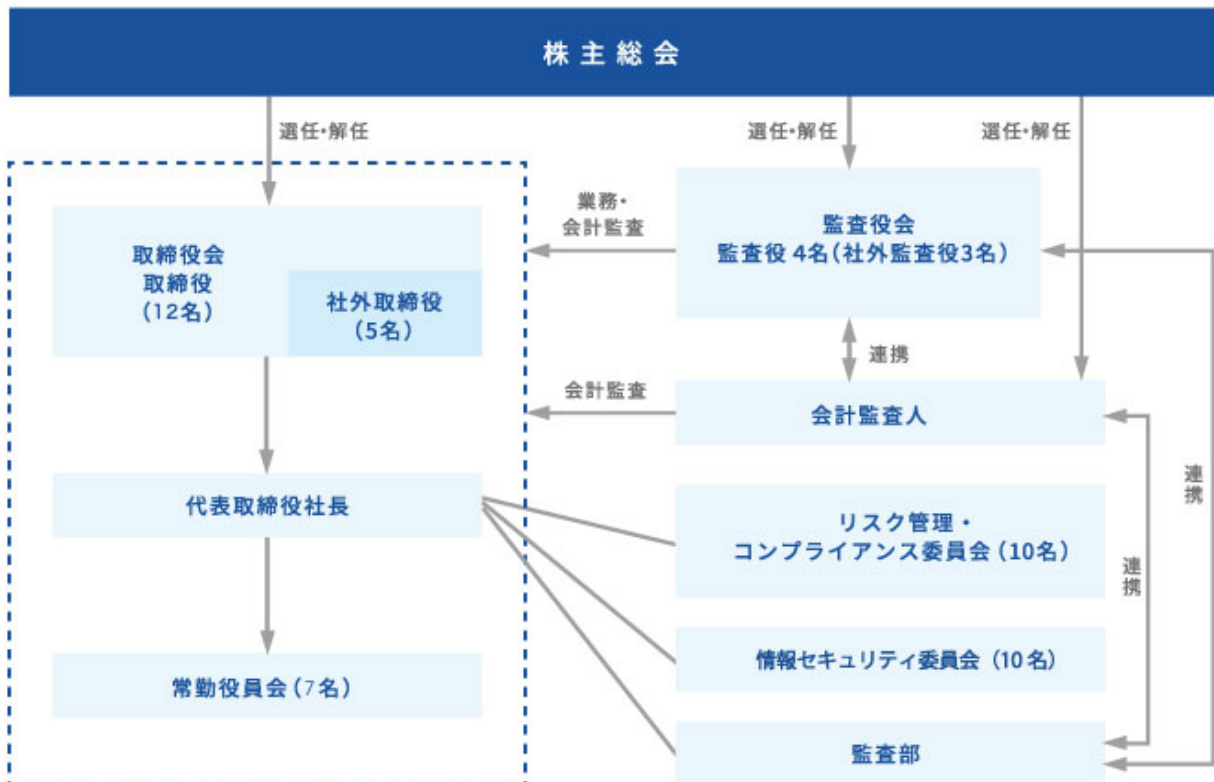 株主総会
選任・解任
選任・解任
選任・解任
取締役会
取締役
(12名)
社外取締役
(5名)
業務・
会計監査
監査役会
監査役 4名(社外監査役3名)
連携
会計監査
会計監査人
代表取締役社長
リスク管理・
コンプライアンス委員会(10名)
連携
連携
情報セキュリティ委員会 (10名)
常勤役員会(7名)
監査部